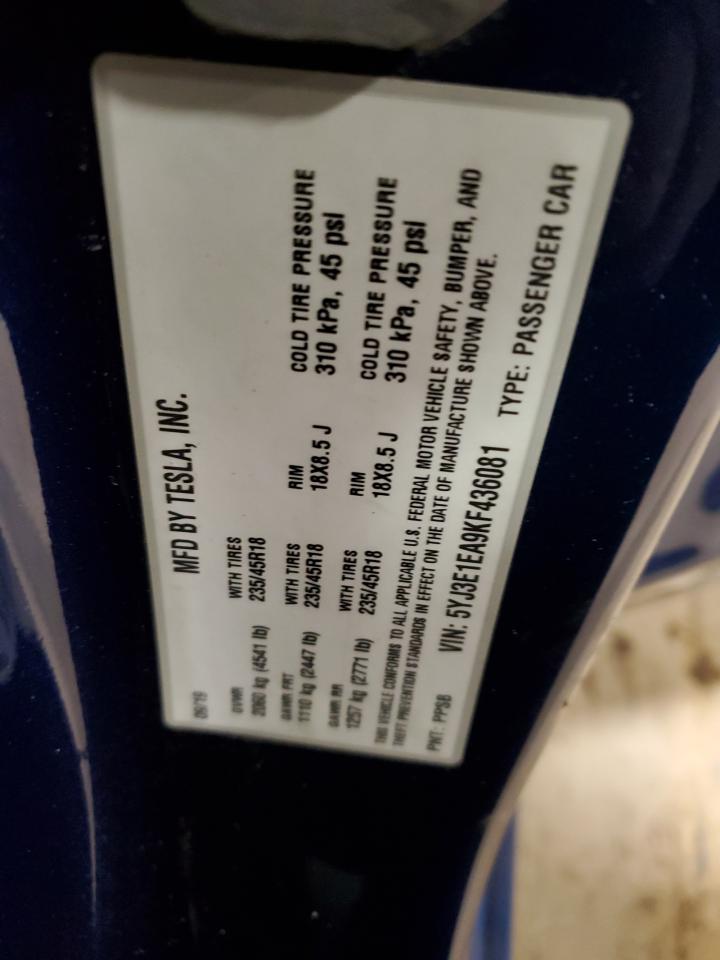 MFD BY TESLA, INC.
09/19
GVWR WITH TIRES
2060 kg (4541 lb) 235/45R18
GAWR FRT WITH TIRES RIM COLD TIRE PRESSURE
1110 kg (2447 lb) 235/45R18 18X8.5 J 310 kPa, 45 psi
GAWR RR WITH TIRES RIM COLD TIRE PRESSURE
1257 kg (2771 lb) 235/45R18 18X8.5 J 310 kPa, 45 psi
THIS VEHICLE CONFORMS TO ALL APPLICABLE U.S. FEDERAL MOTOR VEHICLE SAFETY, BUMPER, AND
THEFT PREVENTION STANDARDS IN EFFECT ON THE DATE OF MANUFACTURE SHOWN ABOVE.
PNT: PPSB VIN: 5YJ3E1EA9KF436081 TYPE: PASSENGER CAR